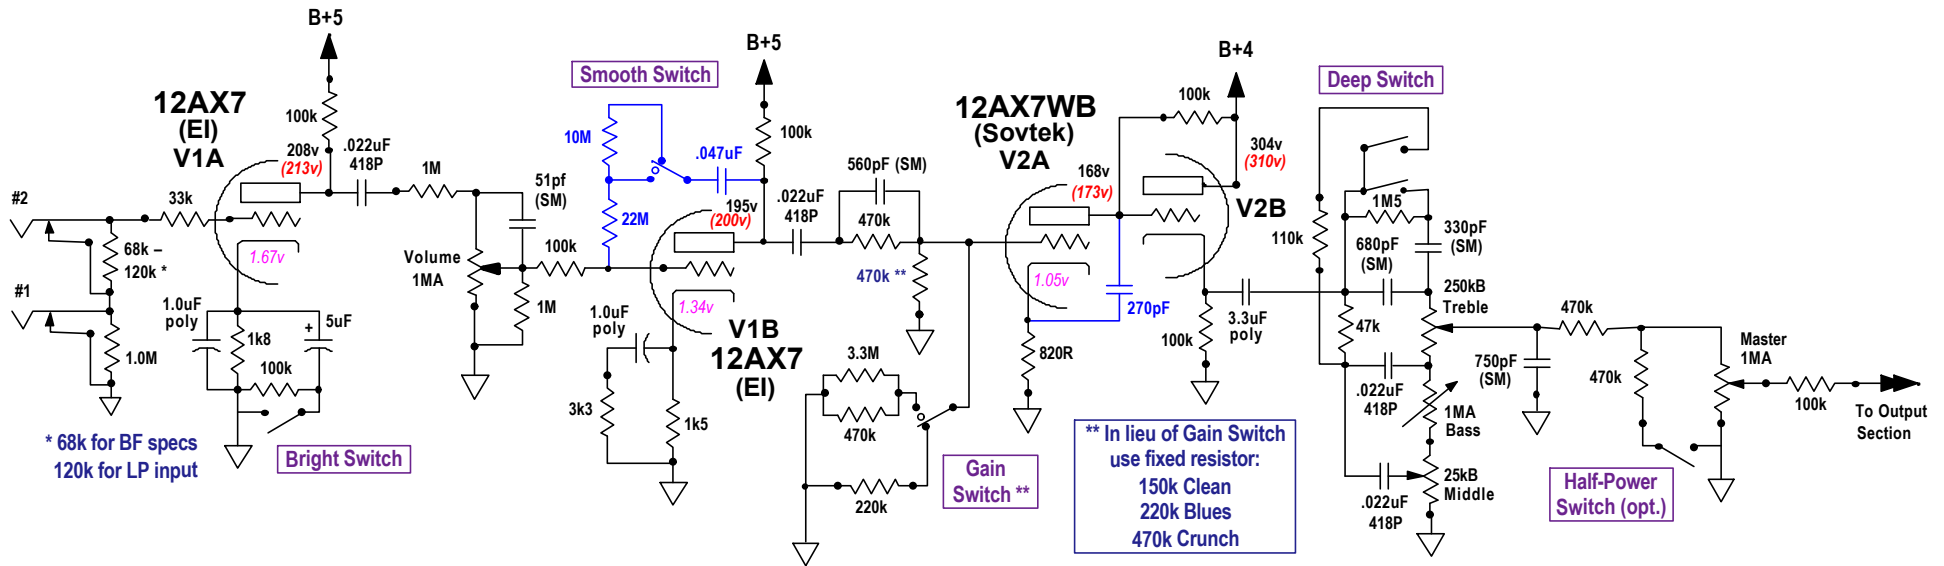 B+5
12AX7
(EI)
V1A
100k
208v
(213v)
.022uF
418P
1M
#2
33k
68k –
120k *
#1
1.0M
1.67v
1.0uF
poly
1k8
5uF
+
100k
* 68k for BF specs
120k for LP input
Bright Switch
Volume
1MA
51pf
(SM)
1M
100k
Smooth Switch
10M
.047uF
22M
B+5
100k
195v
(200v)
1.34v
V1B
12AX7
(EI)
1.0uF
poly
3k3
1k5
.022uF
418P
560pF (SM)
470k
470k **
3.3M
470k
220k
Gain
Switch **
12AX7WB
(Sovtek)
V2A
168v
(173v)
1.05v
820R
270pF
B+4
100k
304v
(310v)
V2B
100k
3.3uF
poly
** In lieu of Gain Switch
use fixed resistor:
150k Clean
220k Blues
470k Crunch
Deep Switch
110k
1M5
680pF
(SM)
330pF
(SM)
250kB
Treble
47k
.022uF
418P
1MA
Bass
.022uF
418P
25kB
Middle
750pF
(SM)
470k
470k
Master
1MA
100k
To Output
Section
Half-Power
Switch (opt.)